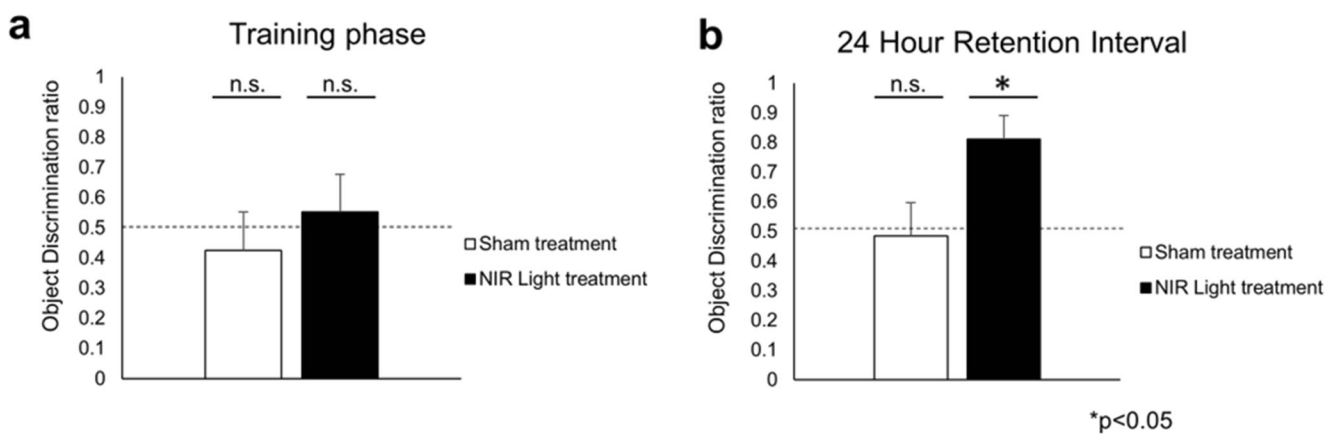 a
Training phase
Object Discrimination ratio
1
0.9
0.8
0.7
0.6
0.5
0.4
0.3
0.2
0.1
0
n.s.
n.s.
Sham treatment
NIR Light treatment
b
24 Hour Retention Interval
Object Discrimination ratio
1
0.9
0.8
0.7
0.6
0.5
0.4
0.3
0.2
0.1
0
n.s.
*
Sham treatment
NIR Light treatment
*p<0.05